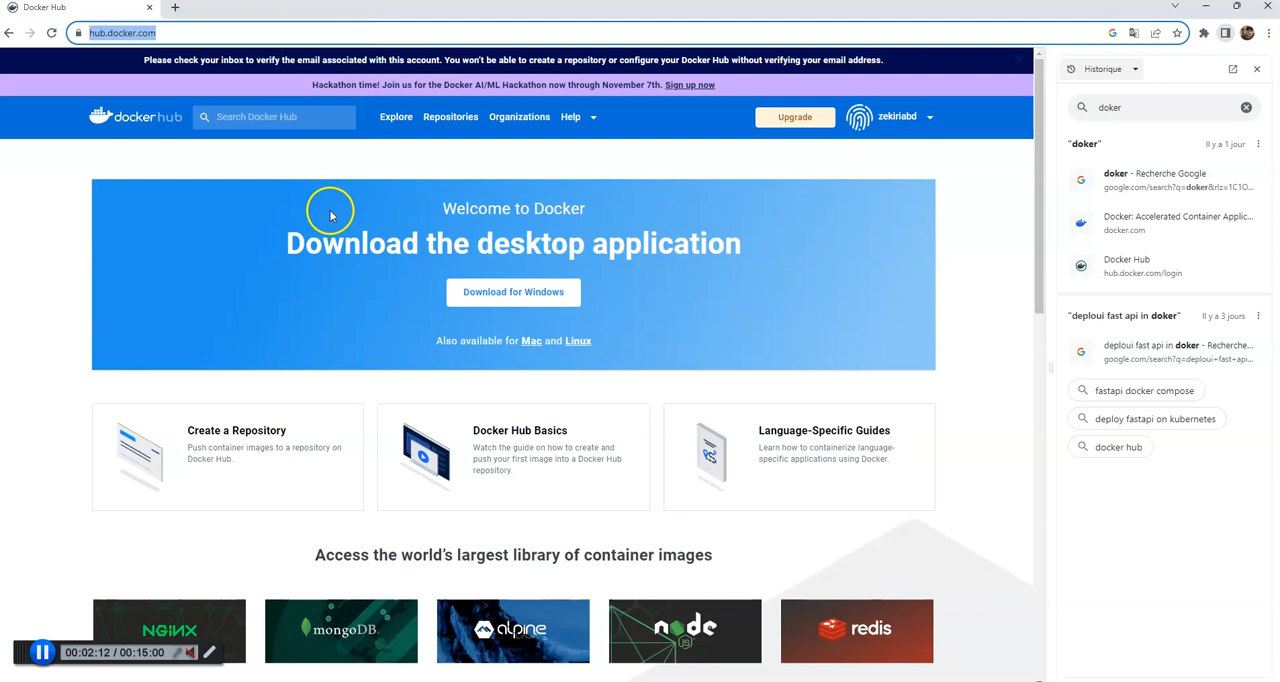 Docker Hub
hub.docker.com
Please check your inbox to verify the email associated with this account. You won't be able to create a repository or configure your Docker Hub without verifying your email address.
Hackathon time! Join us for the Docker AI/ML Hackathon now through November 7th. Sign up now
dockerhub
Search Docker Hub
Explore Repositories Organizations Help
Upgrade
zekiriabd
Welcome to Docker
Download the desktop application
Download for Windows
Also available for Mac and Linux
Create a Repository
Push container images to a repository on
Docker Hub.
Docker Hub Basics
Watch the guide on how to create and
push your first image into a Docker Hub
repository.
Language-Specific Guides
Learn how to containerize language-
specific applications using Docker.
Access the world's largest library of container images
NGINX
mongoDB.
alpine
node
JS
redis
00:02:12 / 00:15:00
Historique
doker
"doker" Il y a 1 jour
doker - Recherche Google
google.com/search?q=doker&rlz=1C1O...
Docker: Accelerated Container Applic...
docker.com
Docker Hub
hub.docker.com/login
"deploui fast api in doker" Il y a 3 jours
deploui fast api in doker - Recherche...
google.com/search?q=deploui+fast+api...
fastapi docker compose
deploy fastapi on kubernetes
docker hub